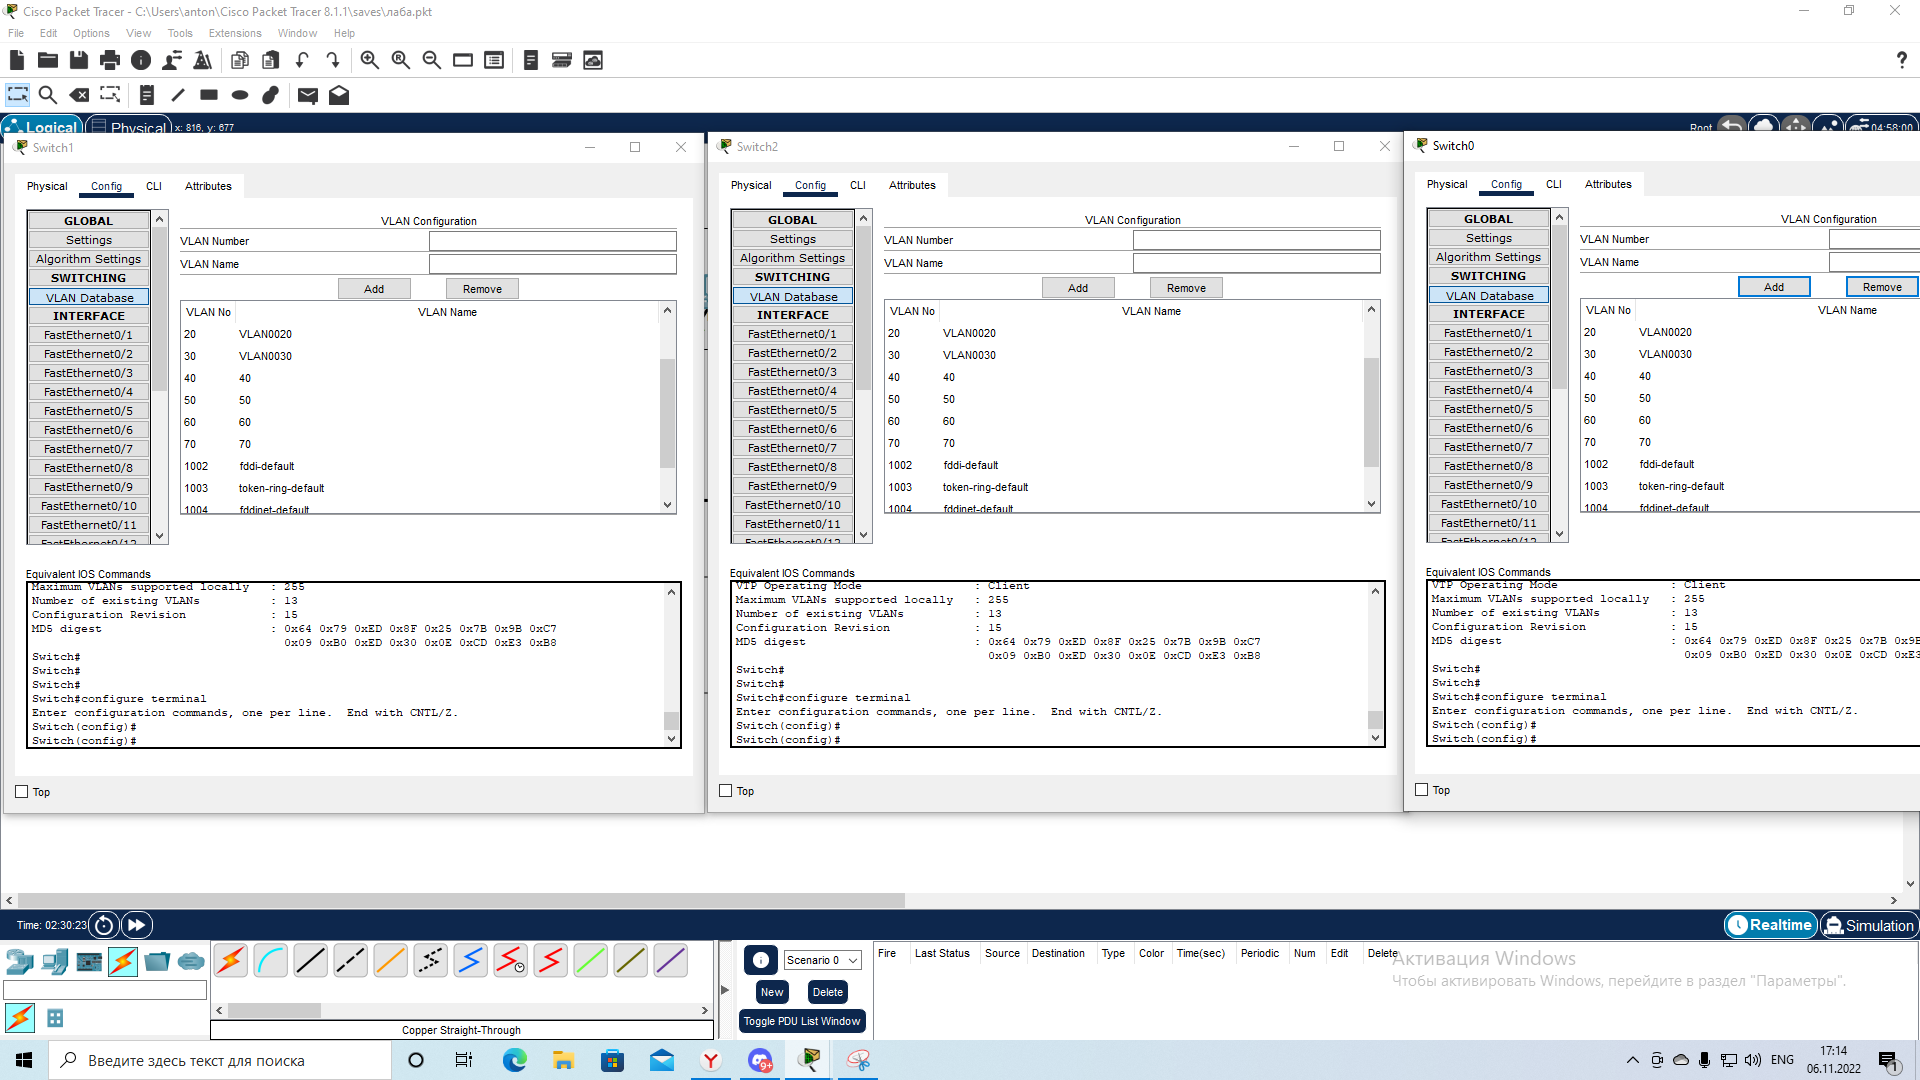 Cisco Packet Tracer - C:\Users\anton\Cisco Packet Tracer 8.1.1\saves\лаба.pkt
File Edit Options View Tools Extensions Window Help
Logical Physical x: 816, y: 677 Root 04:58:00
Switch1
Physical Config CLI Attributes
GLOBAL
Settings
Algorithm Settings
SWITCHING
VLAN Database
INTERFACE
FastEthernet0/1
FastEthernet0/2
FastEthernet0/3
FastEthernet0/4
FastEthernet0/5
FastEthernet0/6
FastEthernet0/7
FastEthernet0/8
FastEthernet0/9
FastEthernet0/10
FastEthernet0/11
FastEthernet0/12
VLAN Configuration
VLAN Number
VLAN Name
Add Remove
VLAN No VLAN Name
20 VLAN0020
30 VLAN0030
40 40
50 50
60 60
70 70
1002 fddi-default
1003 token-ring-default
1004 fddinet-default
Equivalent IOS Commands
Maximum VLANs supported locally : 255
Number of existing VLANs : 13
Configuration Revision : 15
MD5 digest : 0x64 0x79 0xED 0x8F 0x25 0x7B 0x9B 0xC7
0x09 0xB0 0xED 0x30 0x0E 0xCD 0xE3 0xB8
Switch#
Switch#
Switch#
Switch#configure terminal
Enter configuration commands, one per line. End with CNTL/Z.
Switch(config)#
Switch(config)#
Top
Switch2
Physical Config CLI Attributes
GLOBAL
Settings
Algorithm Settings
SWITCHING
VLAN Database
INTERFACE
FastEthernet0/1
FastEthernet0/2
FastEthernet0/3
FastEthernet0/4
FastEthernet0/5
FastEthernet0/6
FastEthernet0/7
FastEthernet0/8
FastEthernet0/9
FastEthernet0/10
FastEthernet0/11
FastEthernet0/12
VLAN Configuration
VLAN Number
VLAN Name
Add Remove
VLAN No VLAN Name
20 VLAN0020
30 VLAN0030
40 40
50 50
60 60
70 70
1002 fddi-default
1003 token-ring-default
1004 fddinet-default
Equivalent IOS Commands
VTP Operating Mode : Client
Maximum VLANs supported locally : 255
Number of existing VLANs : 13
Configuration Revision : 15
MD5 digest : 0x64 0x79 0xED 0x8F 0x25 0x7B 0x9B 0xC7
0x09 0xB0 0xED 0x30 0x0E 0xCD 0xE3 0xB8
Switch#
Switch#
Switch#configure terminal
Enter configuration commands, one per line. End with CNTL/Z.
Switch(config)#
Switch(config)#
Top
Switch0
Physical Config CLI Attributes
GLOBAL
Settings
Algorithm Settings
SWITCHING
VLAN Database
INTERFACE
FastEthernet0/1
FastEthernet0/2
FastEthernet0/3
FastEthernet0/4
FastEthernet0/5
FastEthernet0/6
FastEthernet0/7
FastEthernet0/8
FastEthernet0/9
FastEthernet0/10
FastEthernet0/11
FastEthernet0/12
VLAN Configuration
VLAN Number
VLAN Name
Add Remove
VLAN No VLAN Name
20 VLAN0020
30 VLAN0030
40 40
50 50
60 60
70 70
1002 fddi-default
1003 token-ring-default
1004 fddinet-default
Equivalent IOS Commands
VTP Operating Mode : Client
Maximum VLANs supported locally : 255
Number of existing VLANs : 13
Configuration Revision : 15
MD5 digest : 0x64 0x79 0xED 0x8F 0x25 0x7B 0x9B
0x09 0xB0 0xED 0x30 0x0E 0xCD 0xE3
Switch#
Switch#
Switch#configure terminal
Enter configuration commands, one per line. End with CNTL/Z.
Switch(config)#
Switch(config)#
Top
Time: 02:30:23 Realtime Simulation
Scenario 0
New Delete
Toggle PDU List Window
Fire Last Status Source Destination Type Color Time(sec) Periodic Num Edit Delete
Copper Straight-Through
Активация Windows
Чтобы активировать Windows, перейдите в раздел "Параметры".
Введите здесь текст для поиска
9+
ENG
17:14
06.11.2022
1